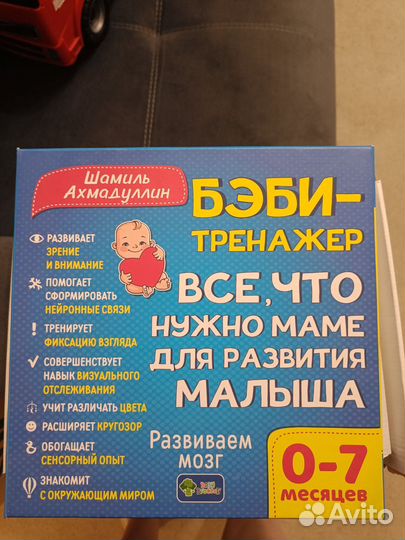 Шамиль
Ахмадуллин
БЭБИ-
ТРЕНАЖЕР
ВСЕ, ЧТО
НУЖНО МАМЕ
ДЛЯ РАЗВИТИЯ
МАЛЫША
РАЗВИВАЕТ
ЗРЕНИЕ
И ВНИМАНИЕ
ПОМОГАЕТ
СФОРМИРОВАТЬ
НЕЙРОННЫЕ СВЯЗИ
ТРЕНИРУЕТ
ФИКСАЦИЮ ВЗГЛЯДА
СОВЕРШЕНСТВУЕТ
НАВЫК ВИЗУАЛЬНОГО
ОТСЛЕЖИВАНИЯ
УЧИТ РАЗЛИЧАТЬ ЦВЕТА
РАСШИРЯЕТ КРУГОЗОР
ОБОГАЩАЕТ
СЕНСОРНЫЙ ОПЫТ
ЗНАКОМИТ
С ОКРУЖАЮЩИМ МИРОМ
Развиваем
мозг
0-7
месяцев
Avito